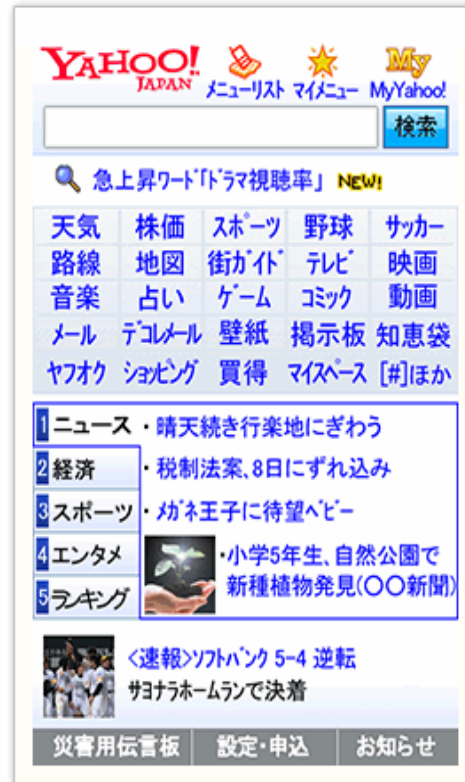 YAHOO! JAPAN
メニューリスト マイメニュー My MyYahoo!
検索
急上昇ワード「ドラマ視聴率」 NEW!
天気 株価 スポーツ 野球 サッカー
路線 地図 街ガイド テレビ 映画
音楽 占い ゲーム コミック 動画
メール デコレメール 壁紙 掲示板 知恵袋
ヤフオク ショッピング 買得 マイスペース [#]ほか
1 ニュース ・晴天続き行楽地にぎわう
2 経済 ・税制法案、8日にずれ込み
3 スポーツ ・メガネ王子に待望ベビー
4 エンタメ ・小学5年生、自然公園で
新種植物発見(〇〇新聞)
5 ランキング
<速報>ソフトバンク 5-4 逆転
サヨナラホームランで決着
災害用伝言板 設定・申込 お知らせ